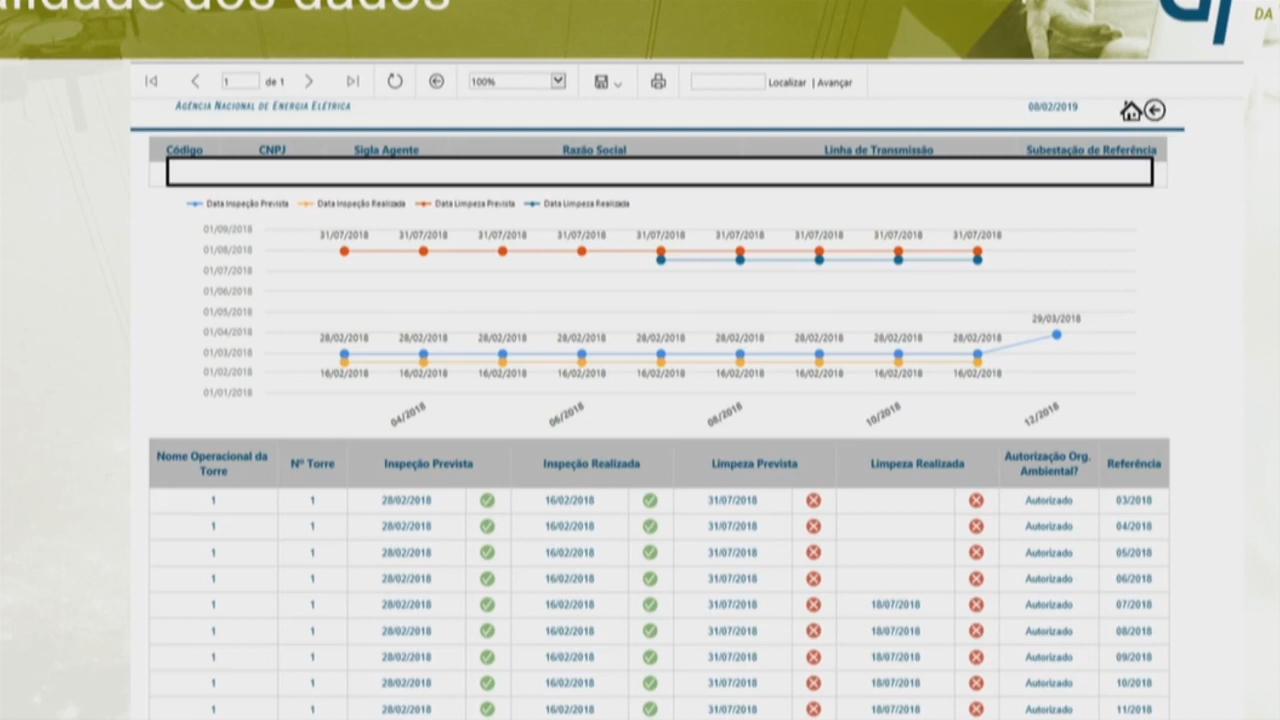 alidade dos dados
DA
1 de 1 100% Localizar | Avançar
AGÊNCIA NACIONAL DE ENERGIA ELÉTRICA 08/02/2019
Código CNPJ Sigla Agente Razão Social Linha de Transmissão Subestação de Referência
Data Inspeção Prevista Data Inspeção Realizada Data Limpeza Prevista Data Limpeza Realizada
01/09/2018
31/07/2018 31/07/2018 31/07/2018 31/07/2018 31/07/2018 31/07/2018 31/07/2018 31/07/2018 31/07/2018
01/08/2018
01/07/2018
01/06/2018
01/05/2018
29/03/2018
01/04/2018
28/02/2018 28/02/2018 28/02/2018 28/02/2018 28/02/2018 28/02/2018 28/02/2018 28/02/2018 28/02/2018
01/03/2018
01/02/2018
16/02/2018 16/02/2018 16/02/2018 16/02/2018 16/02/2018 16/02/2018 16/02/2018 16/02/2018 16/02/2018
01/01/2018
04/2018 06/2018 08/2018 10/2018 12/2018
Nome Operacional da Torre Nº Torre Inspeção Prevista Inspeção Realizada Limpeza Prevista Limpeza Realizada Autorização Org. Ambiental? Referência
1 1 28/02/2018 16/02/2018 31/07/2018 Autorizado 03/2018
1 1 28/02/2018 16/02/2018 31/07/2018 Autorizado 04/2018
1 1 28/02/2018 16/02/2018 31/07/2018 Autorizado 05/2018
1 1 28/02/2018 16/02/2018 31/07/2018 Autorizado 06/2018
1 1 28/02/2018 16/02/2018 31/07/2018 18/07/2018 Autorizado 07/2018
1 1 28/02/2018 16/02/2018 31/07/2018 18/07/2018 Autorizado 08/2018
1 1 28/02/2018 16/02/2018 31/07/2018 18/07/2018 Autorizado 09/2018
1 1 28/02/2018 16/02/2018 31/07/2018 18/07/2018 Autorizado 10/2018
1 1 28/02/2018 16/02/2018 31/07/2018 18/07/2018 Autorizado 11/2018